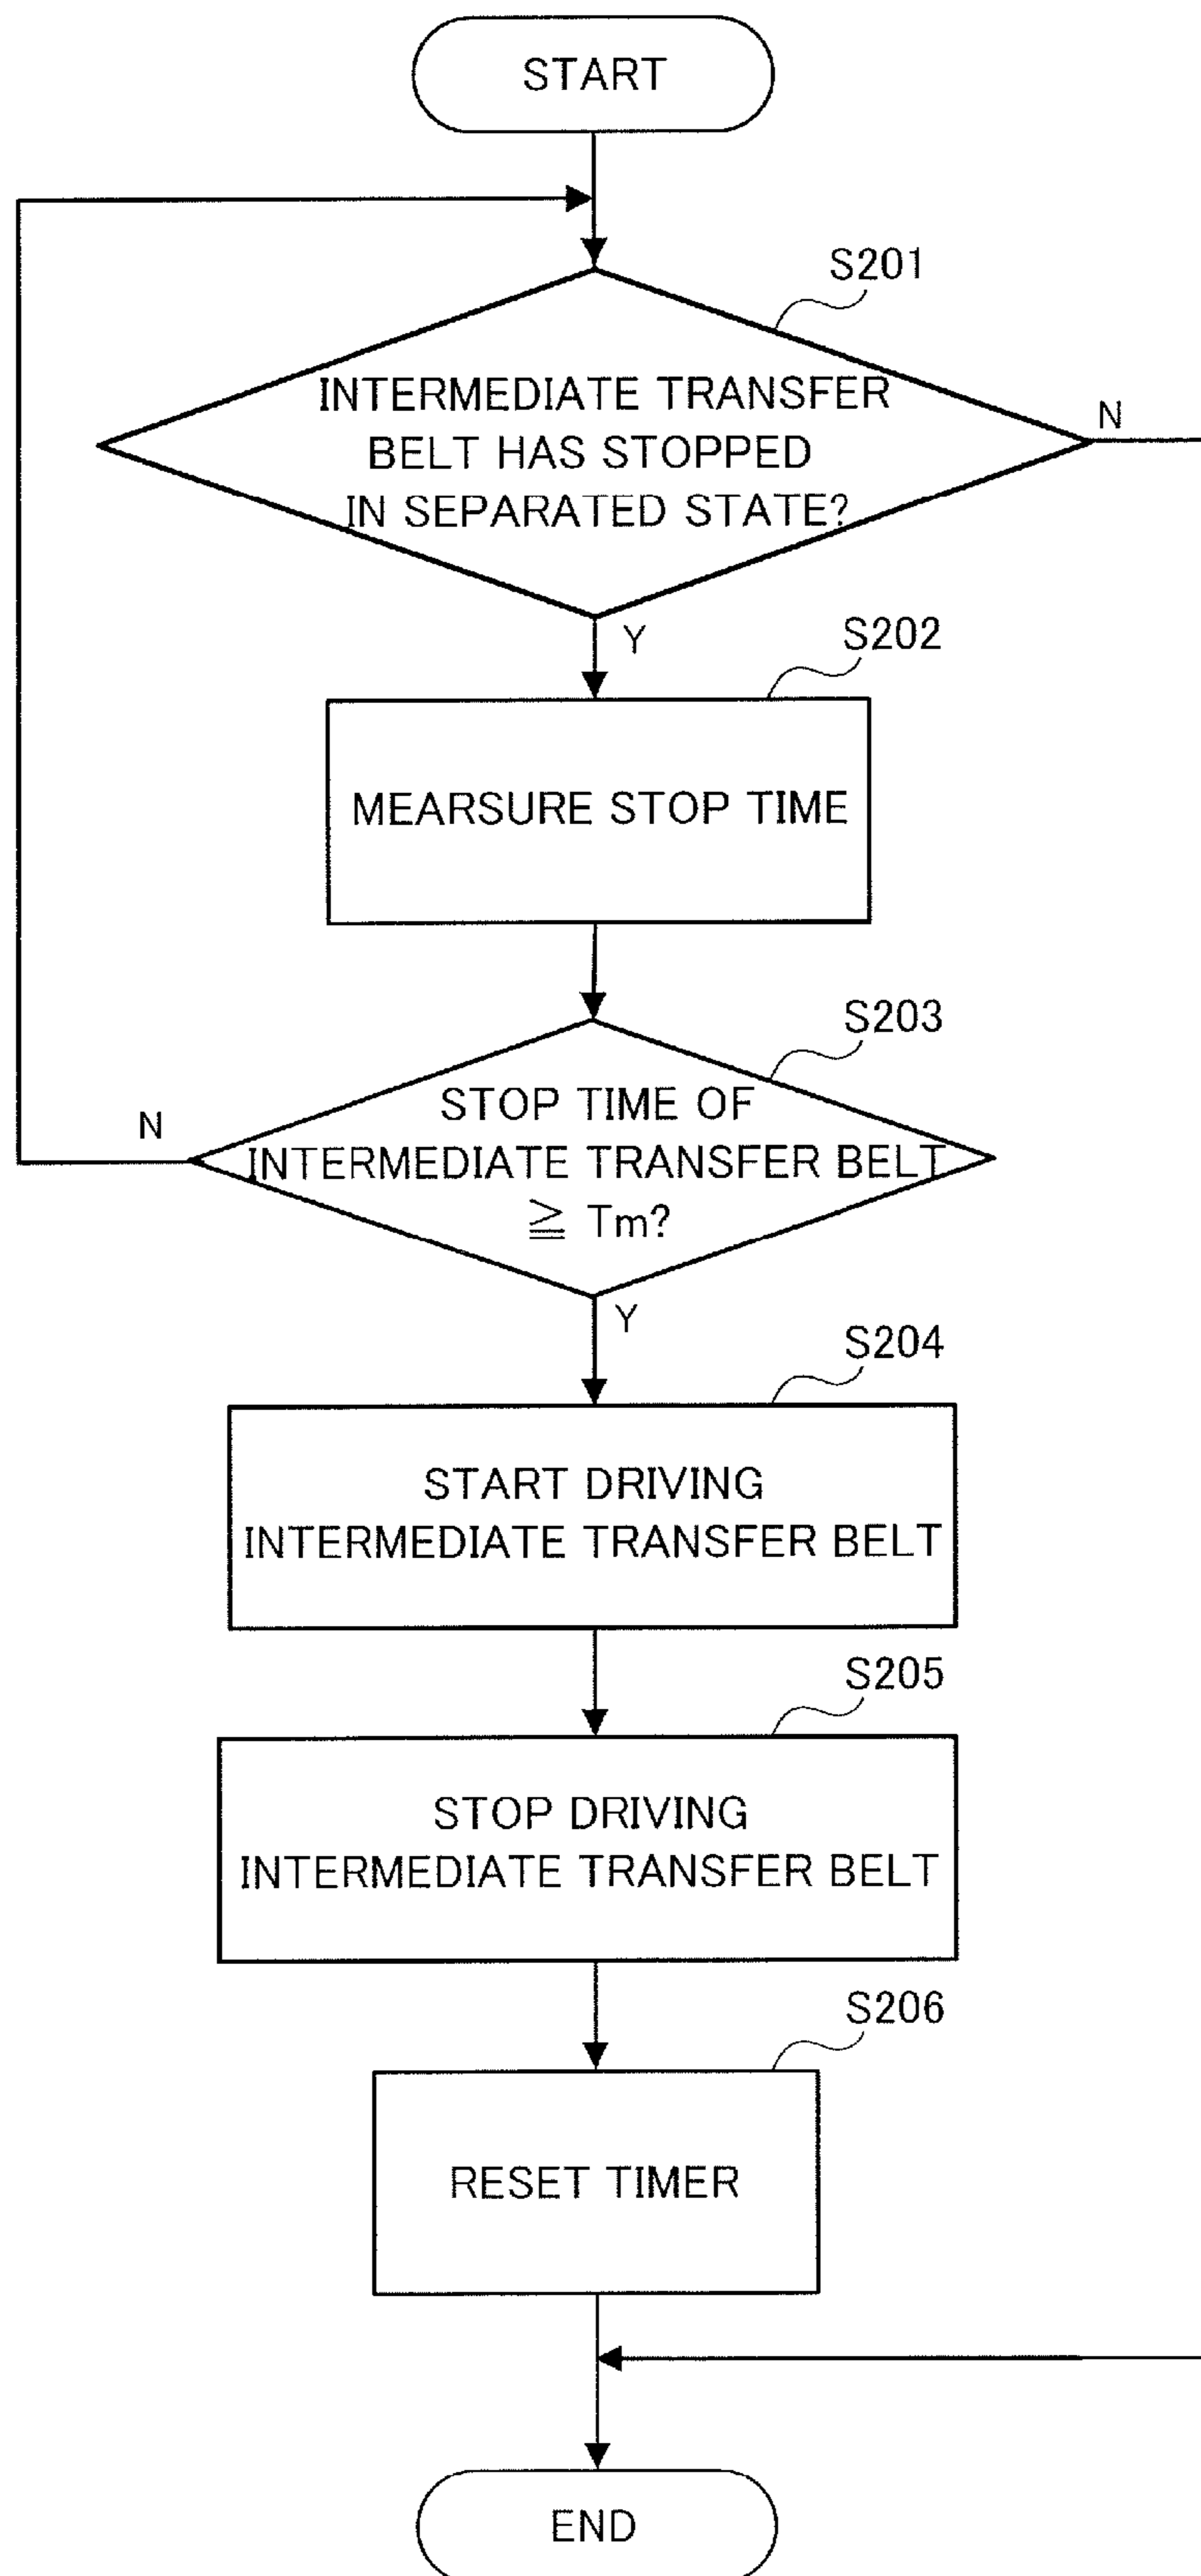 START
S201
INTERMEDIATE TRANSFER
BELT HAS STOPPED
IN SEPARATED STATE?
N
Y
S202
MEARSURE STOP TIME
S203
STOP TIME OF
INTERMEDIATE TRANSFER BELT
≧ Tm?
N
Y
S204
START DRIVING
INTERMEDIATE TRANSFER BELT
S205
STOP DRIVING
INTERMEDIATE TRANSFER BELT
S206
RESET TIMER
END